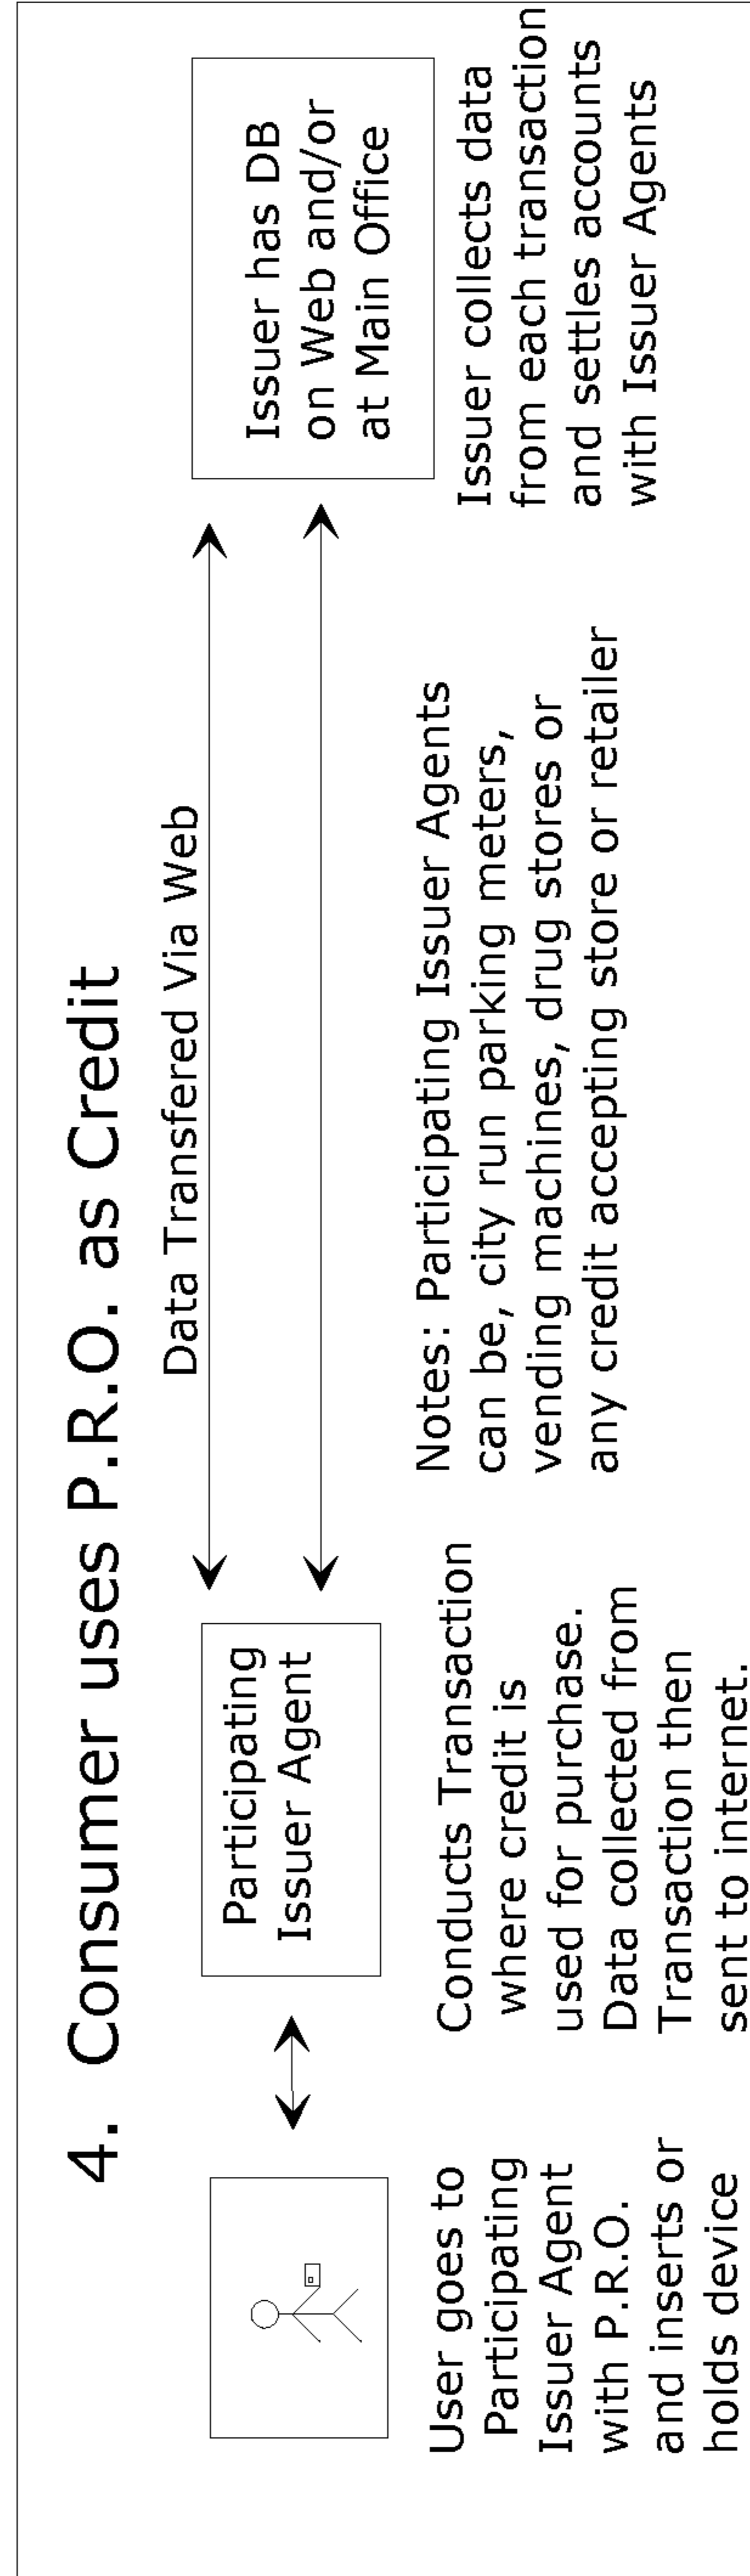 4. Consumer uses P.R.O. as Credit
Data Transfered Via Web
Participating
Issuer Agent
Issuer has DB
on Web and/or
at Main Office
User goes to
Participating
Issuer Agent
with P.R.O.
and inserts or
holds device
Conducts Transaction
where credit is
used for purchase.
Data collected from
Transaction then
sent to internet.
Notes: Participating Issuer Agents
can be, city run parking meters,
vending machines, drug stores or
any credit accepting store or retailer
Issuer collects data
from each transaction
and settles accounts
with Issuer Agents